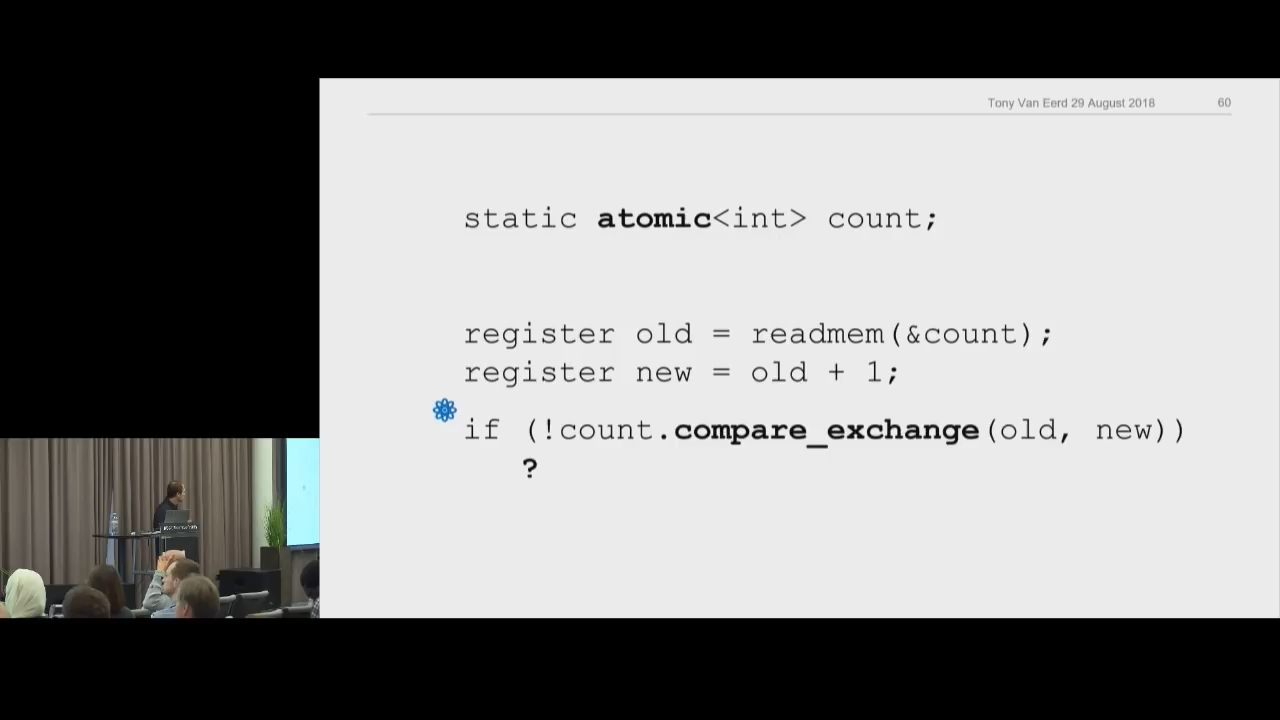 Tony Van Eerd 29 August 2018 60
static atomic<int> count;
register old = readmem(&count);
register new = old + 1;
if (!count.compare_exchange(old, new))
?